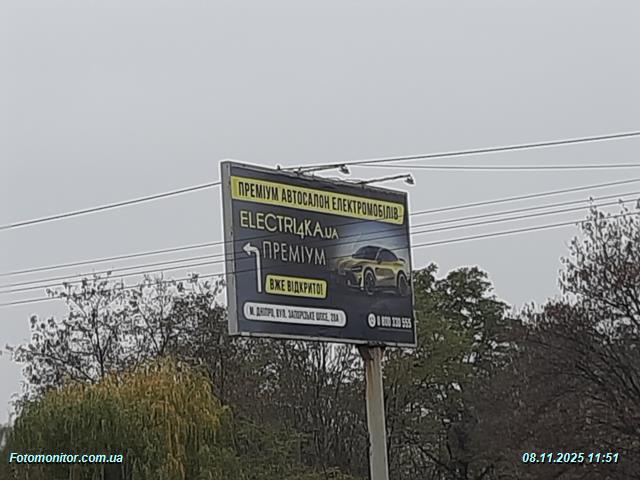 ПРЕМІУМ АВТОСАЛОН ЕЛЕКТРОМОБІЛІВ
ELECTRI4KA.UA
ПРЕМІУМ
ВЖЕ ВІДКРИТО!
М. ДНІПРО, ВУЛ. ЗАПОРІЗЬКЕ ШОСЕ, 28А
0 800 330 555
Fotomonitor.com.ua
08.11.2025 11:51